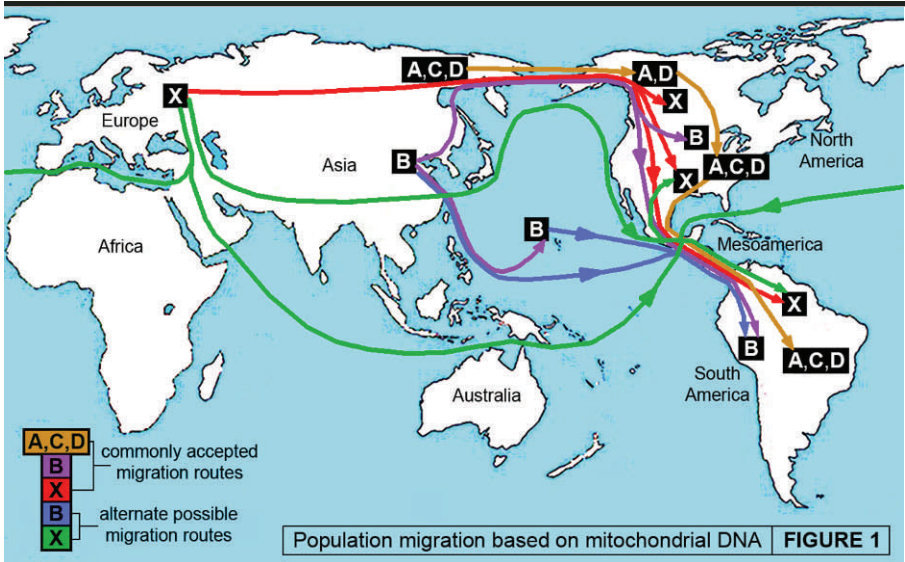 A,C,D
A,D
X
X
Europe
B
North
America
Asia
B
A,C,D
X
Africa
B
Mesoamerica
X
B
A,C,D
South
America
Australia
A,C,D
B
X
commonly accepted
migration routes
B
X
alternate possible
migration routes
Population migration based on mitochondrial DNA
FIGURE 1